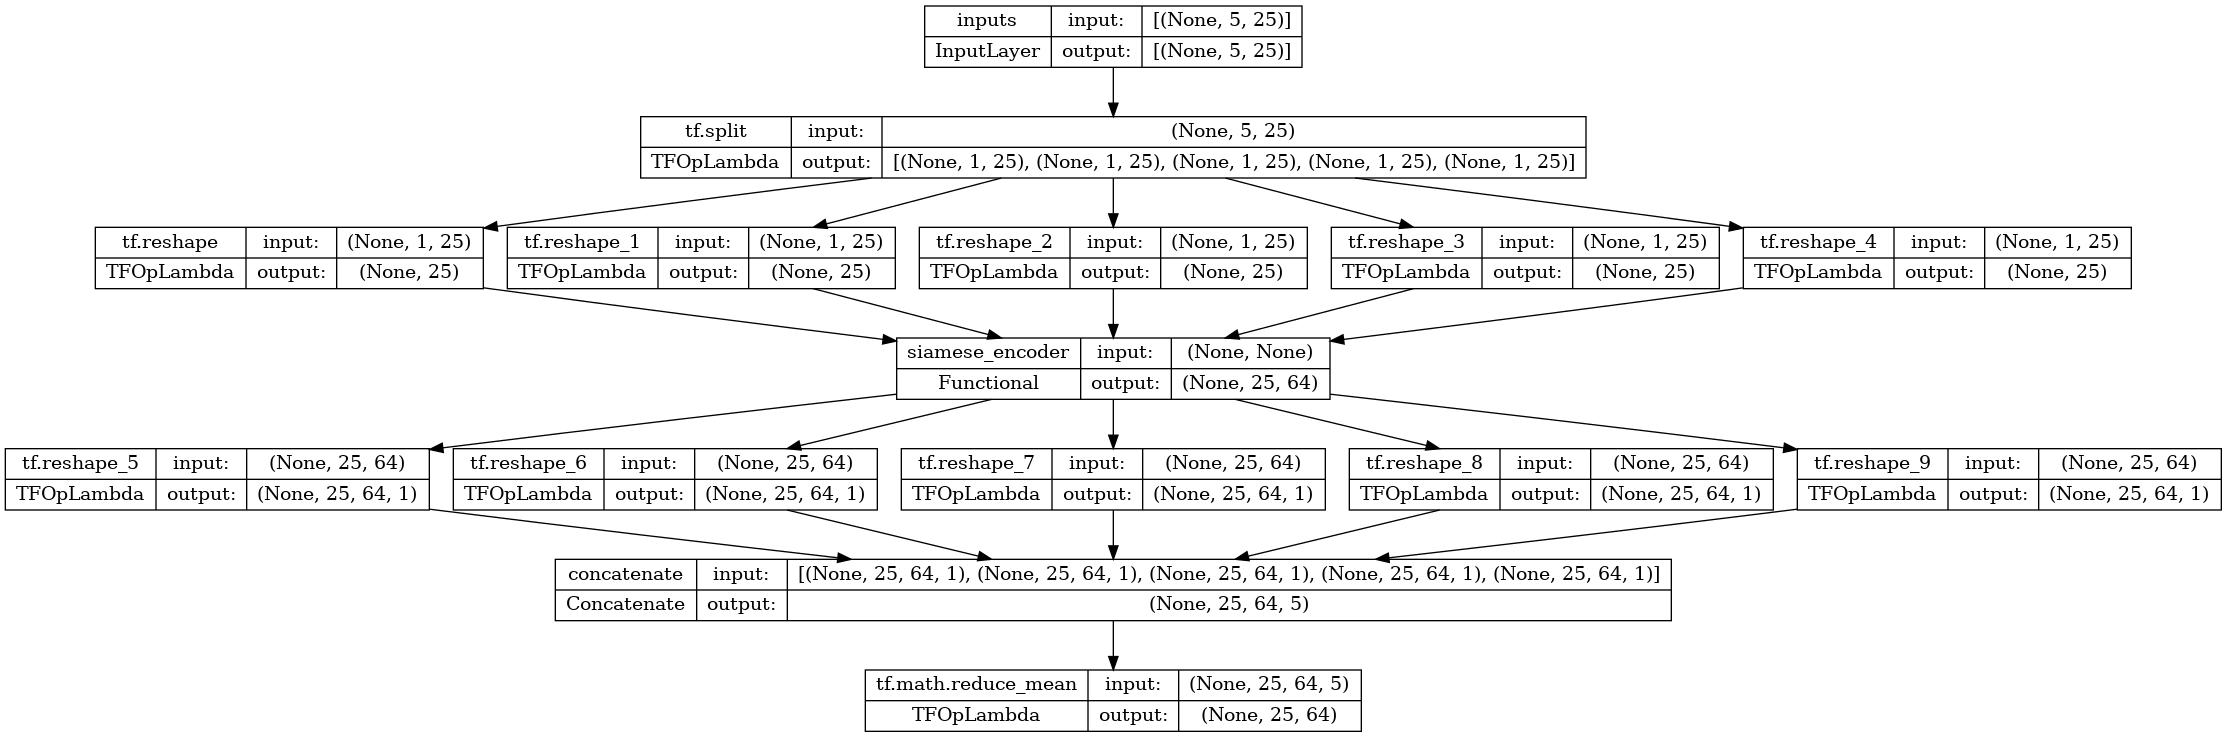 inputs input: [(None, 5, 25)]
InputLayer output: [(None, 5, 25)]
tf.split input: (None, 5, 25)
TFOpLambda output: [(None, 1, 25), (None, 1, 25), (None, 1, 25), (None, 1, 25), (None, 1, 25)]
tf.reshape input: (None, 1, 25) tf.reshape_1 input: (None, 1, 25) tf.reshape_2 input: (None, 1, 25) tf.reshape_3 input: (None, 1, 25) tf.reshape_4 input: (None, 1, 25)
TFOpLambda output: (None, 25) TFOpLambda output: (None, 25) TFOpLambda output: (None, 25) TFOpLambda output: (None, 25) TFOpLambda output: (None, 25)
siamese_encoder input: (None, None)
Functional output: (None, 25, 64)
tf.reshape_5 input: (None, 25, 64) tf.reshape_6 input: (None, 25, 64) tf.reshape_7 input: (None, 25, 64) tf.reshape_8 input: (None, 25, 64) tf.reshape_9 input: (None, 25, 64)
TFOpLambda output: (None, 25, 64, 1) TFOpLambda output: (None, 25, 64, 1) TFOpLambda output: (None, 25, 64, 1) TFOpLambda output: (None, 25, 64, 1) TFOpLambda output: (None, 25, 64, 1)
concatenate input: [(None, 25, 64, 1), (None, 25, 64, 1), (None, 25, 64, 1), (None, 25, 64, 1), (None, 25, 64, 1)]
Concatenate output: (None, 25, 64, 5)
tf.math.reduce_mean input: (None, 25, 64, 5)
TFOpLambda output: (None, 25, 64)